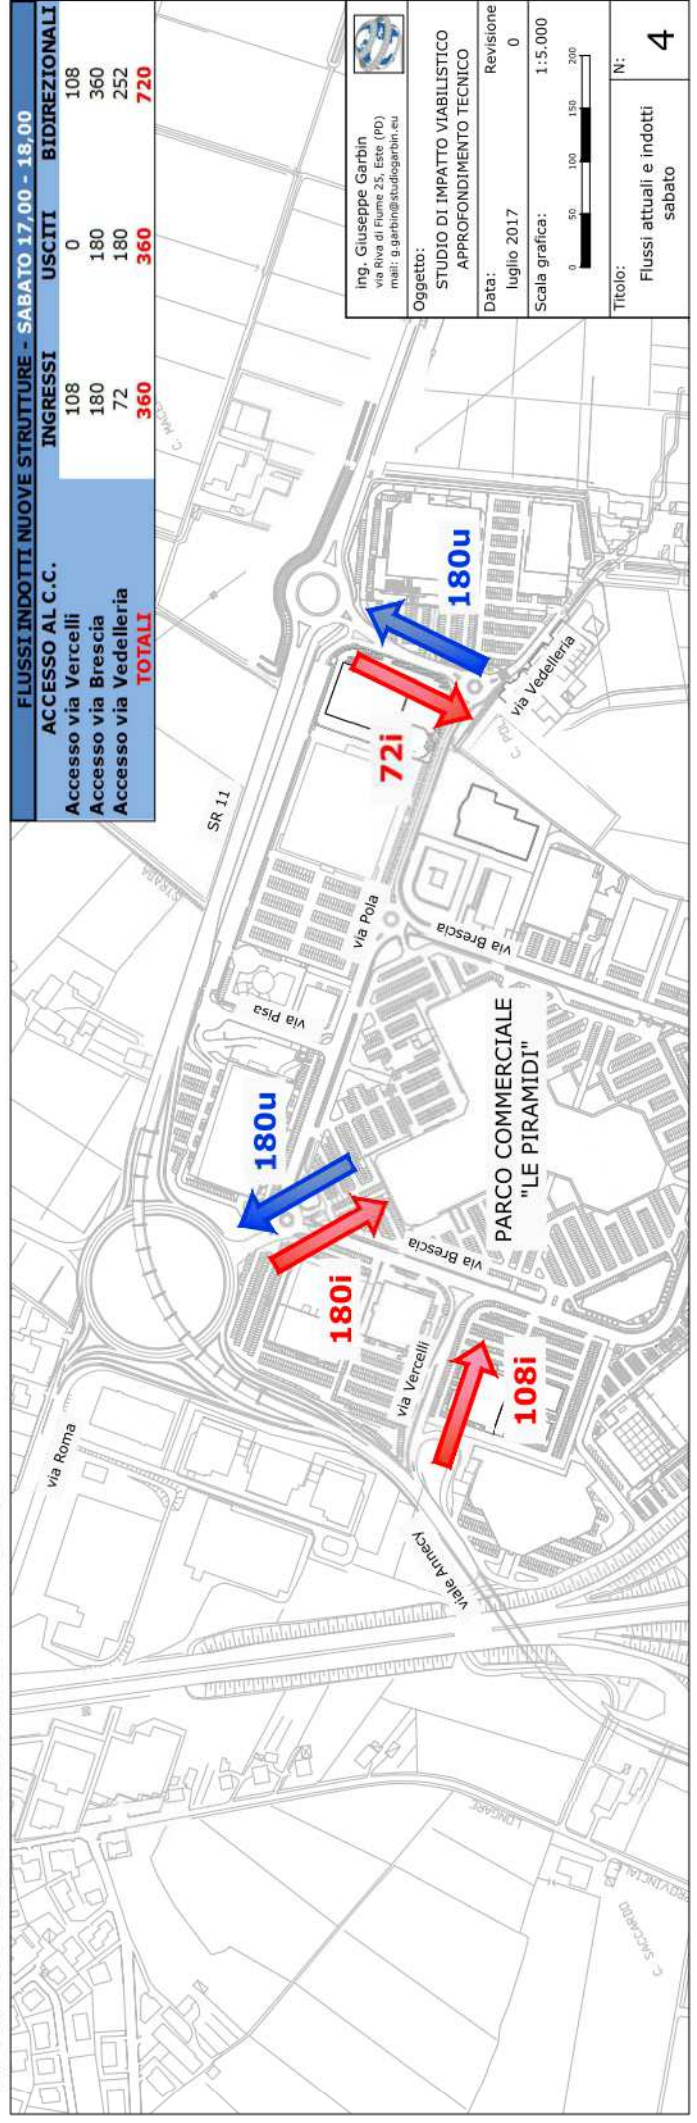 FLUSSI INDOTTI NUOVE STRUTTURE - SABATO 17,00 - 18,00
ACCESSO AL C.C. INGRESSI USCITI BIDIREZIONALI
Accesso via Vercelli 108 0 108
Accesso via Brescia 180 180 360
Accesso via Vedelleria 72 180 252
TOTALI 360 360 720
ing. Giuseppe Garbin
via Riva di Fiume 25, Este (PD)
mail: g.garbin@studiogarbin.eu
Oggetto:
STUDIO DI IMPATTO VIABILISTICO
APPROFONDIMENTO TECNICO
Data:
luglio 2017
Revisione
0
Scala grafica:
1:5.000
0 50 100 150 200
Titolo:
Flussi attuali e indotti
sabato
N:
4
via Roma
SR 11
STRADA
via Pisa
via Pola
via Vedelleria
via Brescia
via Brescia
via Vercelli
viale Annecy
LONGARE
PROVINCIALE
C. SACCARDO
PARCO COMMERCIALE
"LE PIRAMIDI"
180u
180i
108i
72i
180u